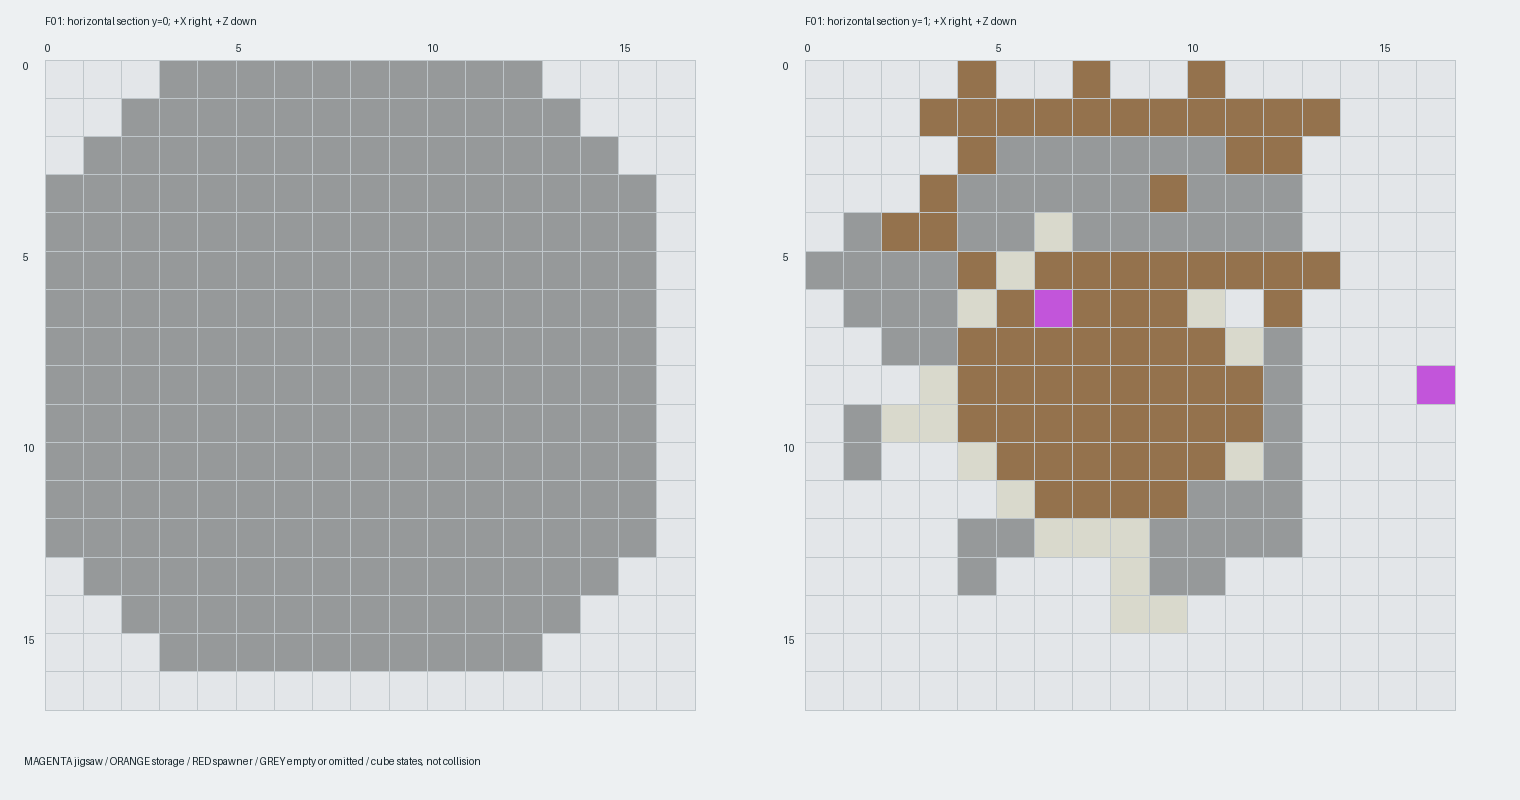 F01: horizontal section y=0; +X right, +Z down
F01: horizontal section y=1; +X right, +Z down
0 5 10 15
0 5 10 15
0
0
5
5
10
10
15
15
MAGENTA jigsaw / ORANGE storage / RED spawner / GREY empty or omitted / cube states, not collision